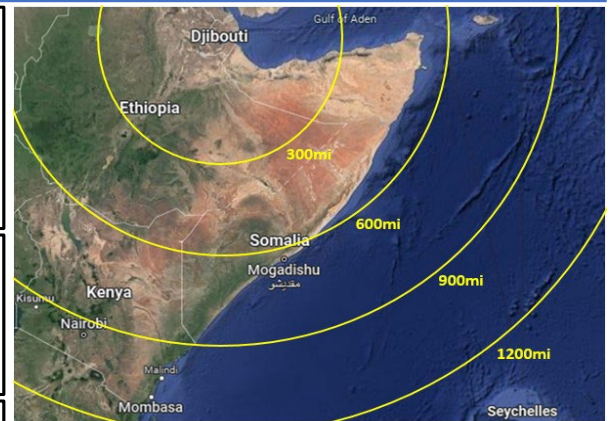 Gulf of Aden
Djibouti
Ethiopia
300mi
600mi
Somalia
Mogadishu
مقديشو
900mi
Kenya
Kisumu
Nairobi
1200mi
Malindi
Mombasa
Seychelles